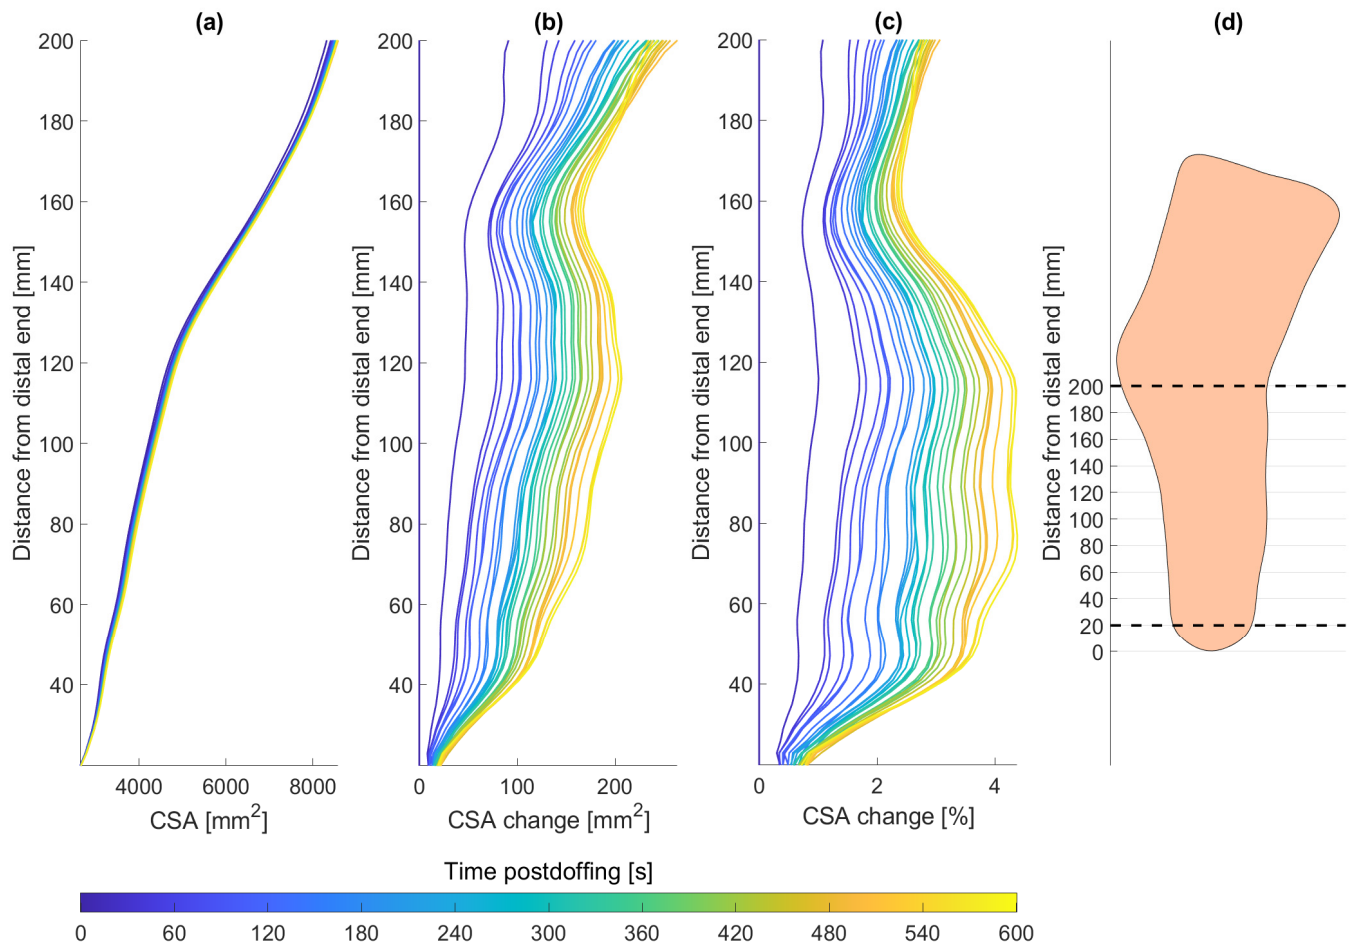 (a)
(b)
(c)
(d)
Distance from distal end [mm]
200
180
160
140
120
100
80
60
40
4000 6000 8000
CSA [mm²]
Distance from distal end [mm]
200
180
160
140
120
100
80
60
40
0 100 200
CSA change [mm²]
Distance from distal end [mm]
200
180
160
140
120
100
80
60
40
0 2 4
CSA change [%]
Distance from distal end [mm]
200
180
160
140
120
100
80
60
40
20
0
Time postdoffing [s]
0 60 120 180 240 300 360 420 480 540 600